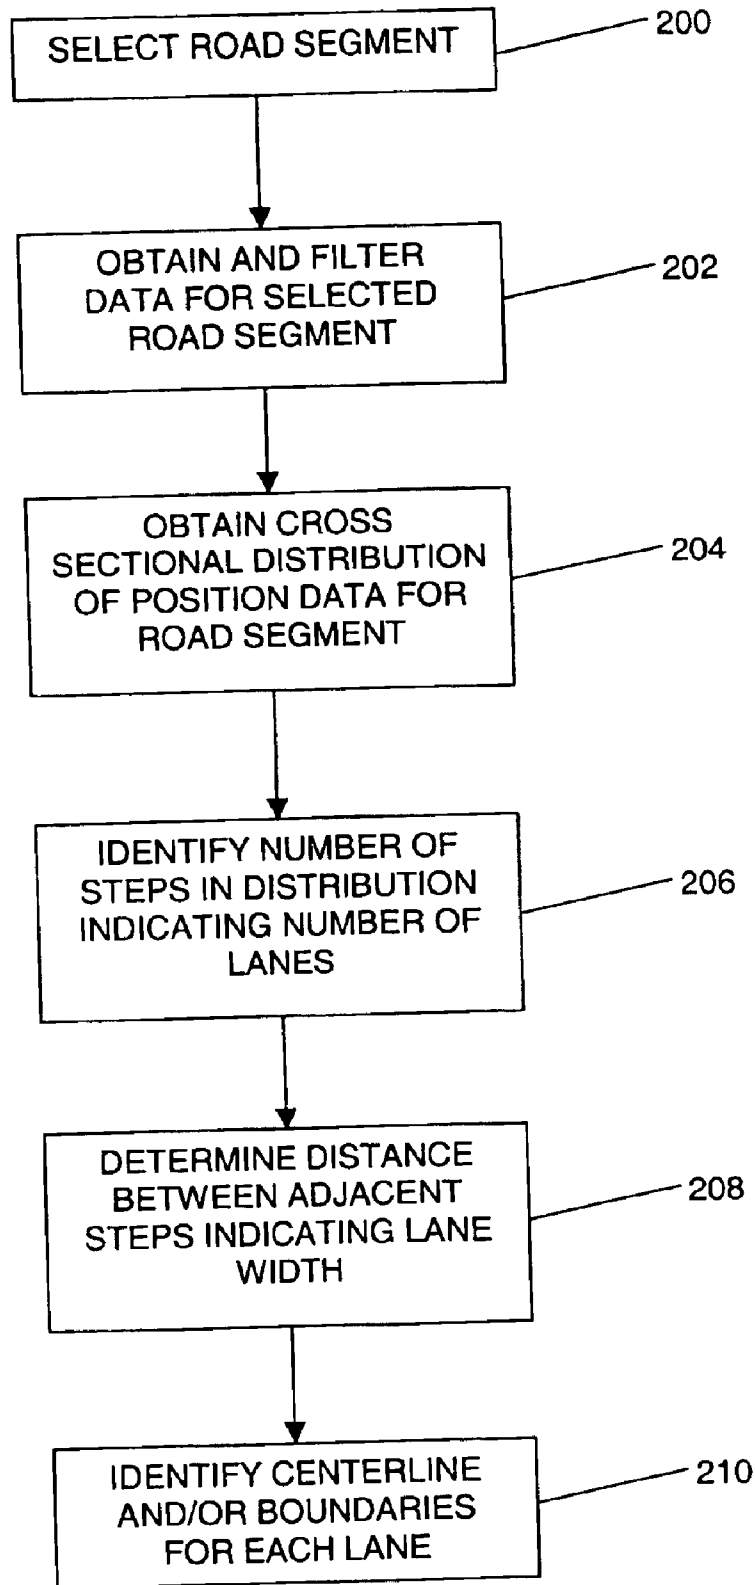 SELECT ROAD SEGMENT
200
OBTAIN AND FILTER
DATA FOR SELECTED
ROAD SEGMENT
202
OBTAIN CROSS
SECTIONAL DISTRIBUTION
OF POSITION DATA FOR
ROAD SEGMENT
204
IDENTIFY NUMBER OF
STEPS IN DISTRIBUTION
INDICATING NUMBER OF
LANES
206
DETERMINE DISTANCE
BETWEEN ADJACENT
STEPS INDICATING LANE
WIDTH
208
IDENTIFY CENTERLINE
AND/OR BOUNDARIES
FOR EACH LANE
210